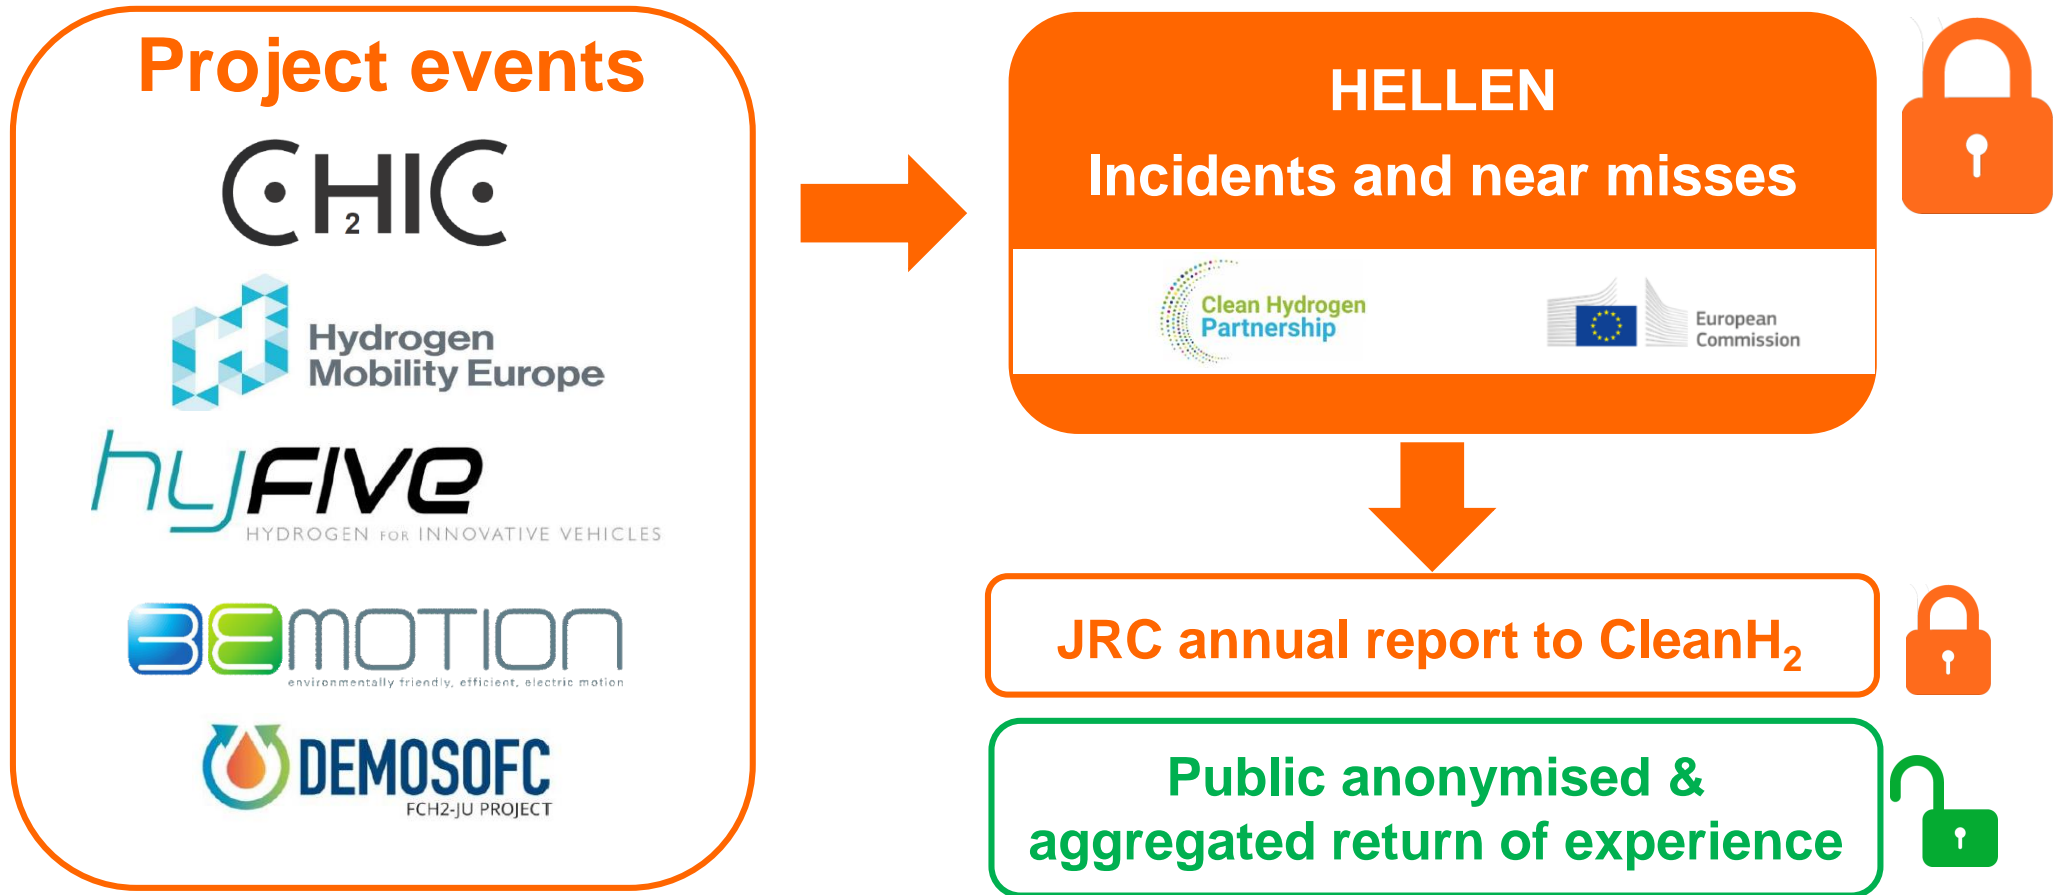 Project events
CH2IC
Hydrogen
Mobility Europe
hyFIVE
HYDROGEN FOR INNOVATIVE VEHICLES
3EMOTION
environmentally friendly, efficient, electric motion
DEMOSOFC
FCH2-JU PROJECT
HELLEN
Incidents and near misses
Clean Hydrogen
Partnership
European
Commission
JRC annual report to CleanH₂
Public anonymised &
aggregated return of experience